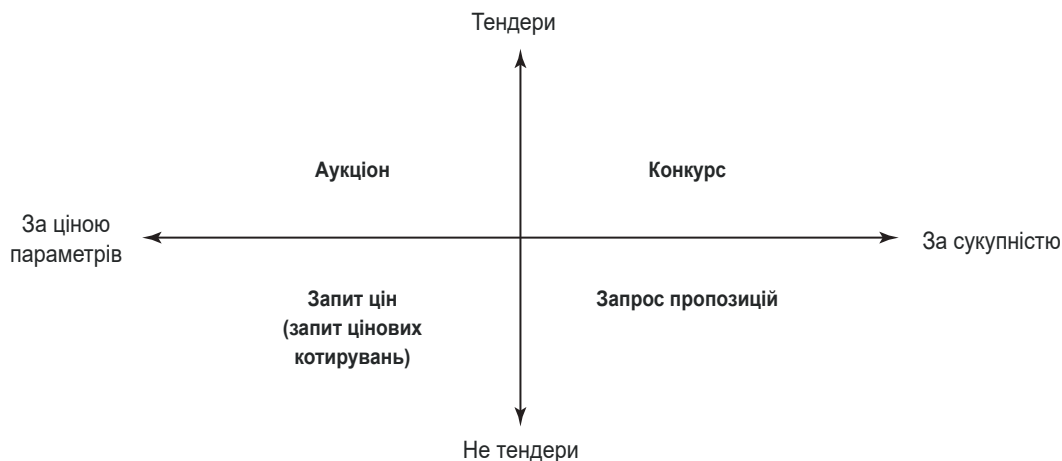 Тендери
Аукціон
Конкурс
За ціною
параметрів
За сукупністю
Запит цін
(запит цінових
котирувань)
Запрос пропозицій
Не тендери